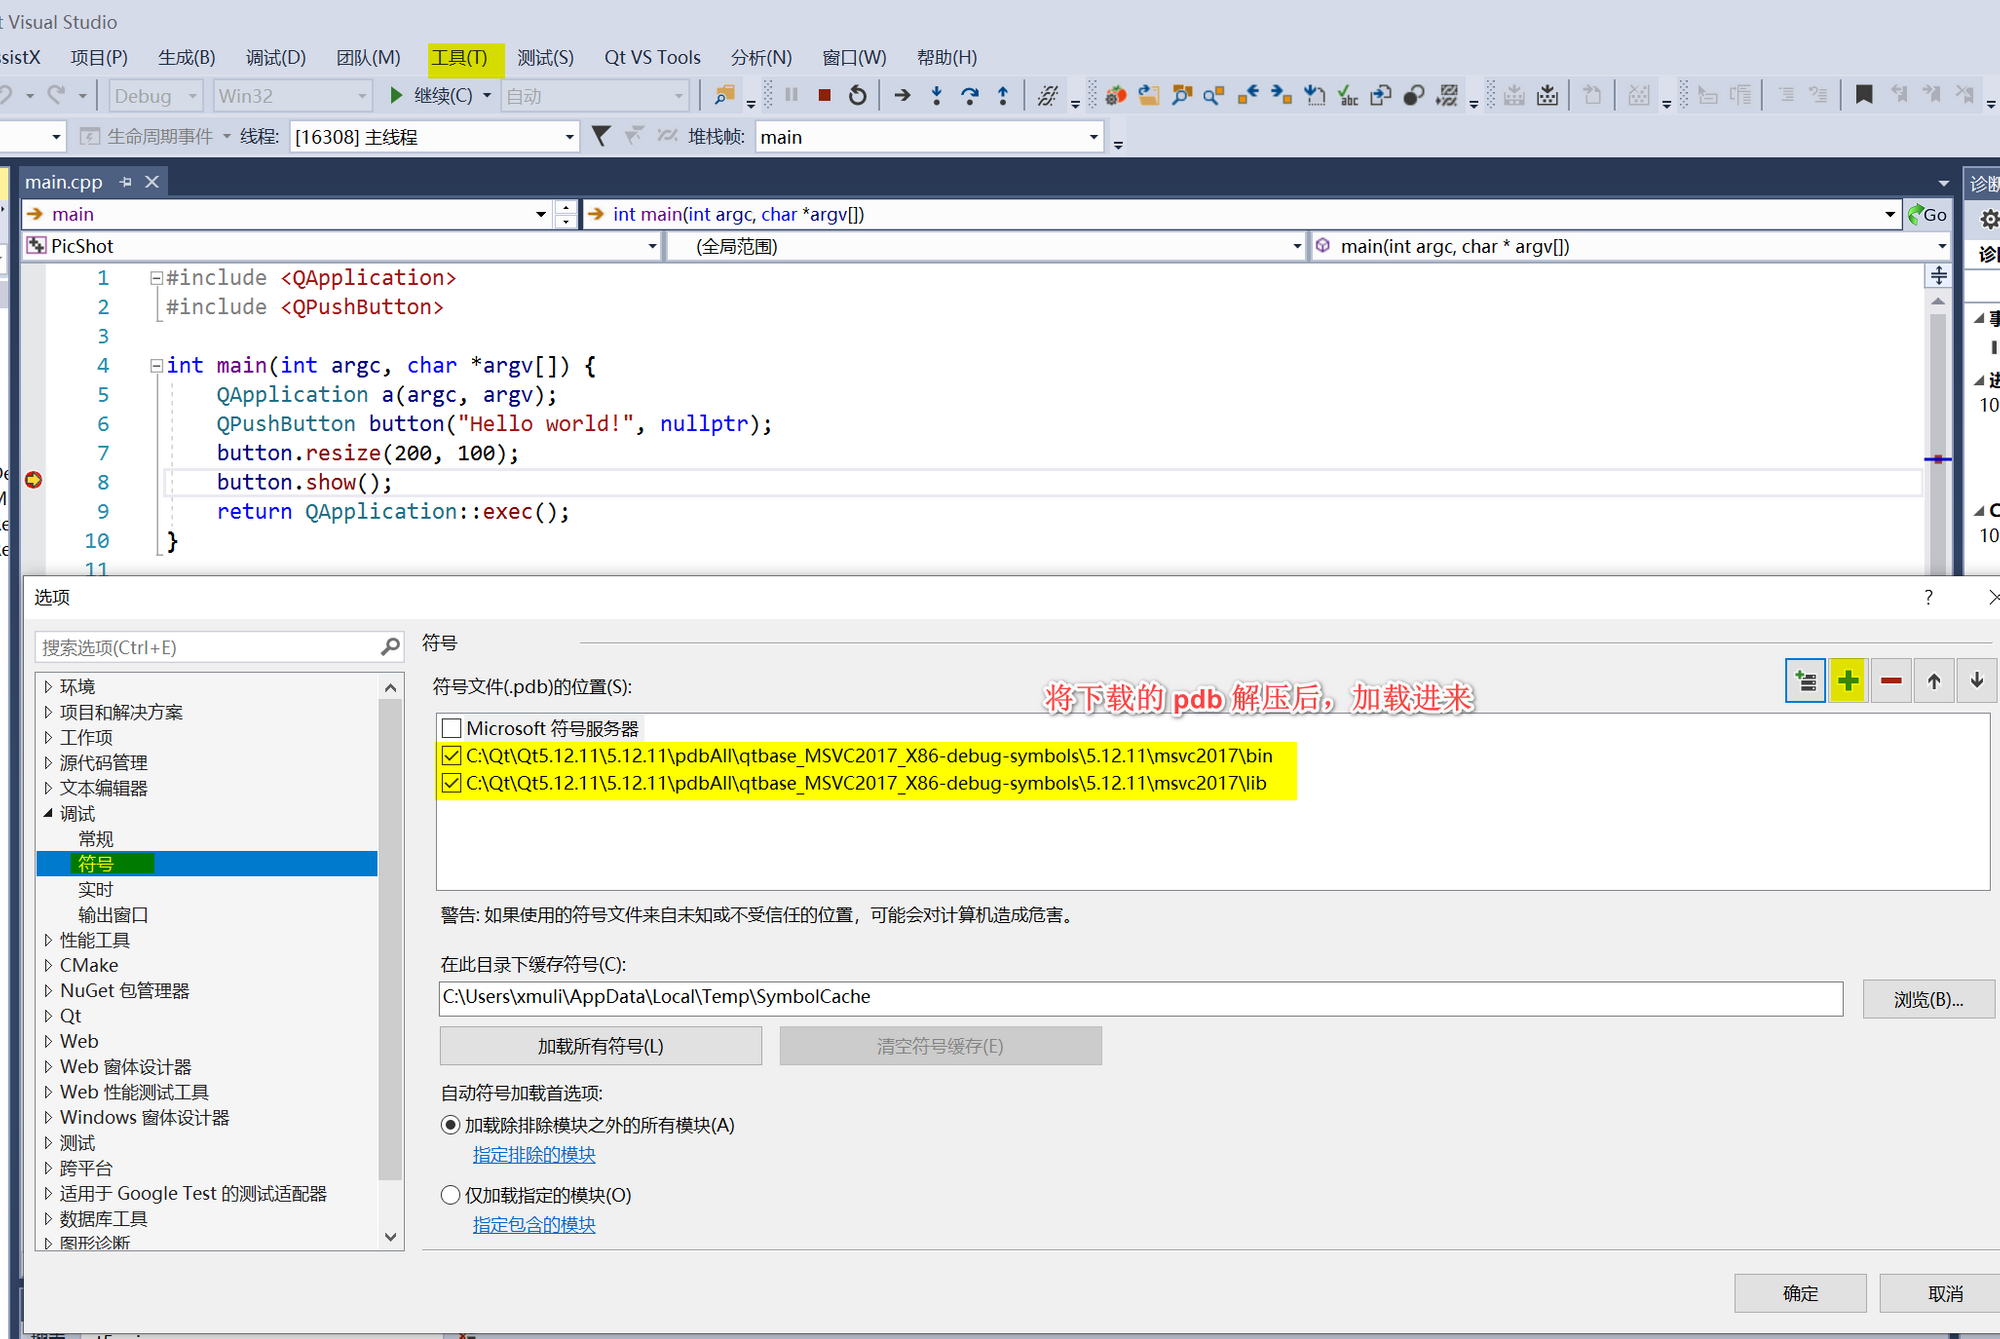 t Visual Studio
sistX 项目(P) 生成(B) 调试(D) 团队(M) 工具(T) 测试(S) Qt VS Tools 分析(N) 窗口(W) 帮助(H)
Debug Win32 继续(C) 自动
生命周期事件 线程: [16308] 主线程 堆栈帧: main
main.cpp
诊断
main int main(int argc, char *argv[]) Go
PicShot (全局范围) main(int argc, char * argv[])
1 #include <QApplication>
2 #include <QPushButton>
3
4 int main(int argc, char *argv[]) {
5 QApplication a(argc, argv);
6 QPushButton button("Hello world!", nullptr);
7 button.resize(200, 100);
8 button.show();
9 return QApplication::exec();
10 }
11
选项
?
搜索选项(Ctrl+E)
环境
项目和解决方案
工作项
源代码管理
文本编辑器
调试
常规
符号
实时
输出窗口
性能工具
CMake
NuGet 包管理器
Qt
Web
Web 窗体设计器
Web 性能测试工具
Windows 窗体设计器
测试
跨平台
适用于 Google Test 的测试适配器
数据库工具
图形诊断
符号
符号文件(.pdb)的位置(S):
将下载的 pdb 解压后，加载进来
Microsoft 符号服务器
C:\Qt\Qt5.12.11\5.12.11\pdbAll\qtbase_MSVC2017_X86-debug-symbols\5.12.11\msvc2017\bin
C:\Qt\Qt5.12.11\5.12.11\pdbAll\qtbase_MSVC2017_X86-debug-symbols\5.12.11\msvc2017\lib
警告: 如果使用的符号文件来自未知或不受信任的位置，可能会对计算机造成危害。
在此目录下缓存符号(C):
C:\Users\xmuli\AppData\Local\Temp\SymbolCache
浏览(B)...
加载所有符号(L) 清空符号缓存(E)
自动符号加载首选项:
加载除排除模块之外的所有模块(A)
指定排除的模块
仅加载指定的模块(O)
指定包含的模块
确定 取消